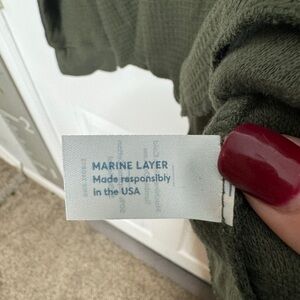 MARINE LAYER
Made responsibly
in the USA